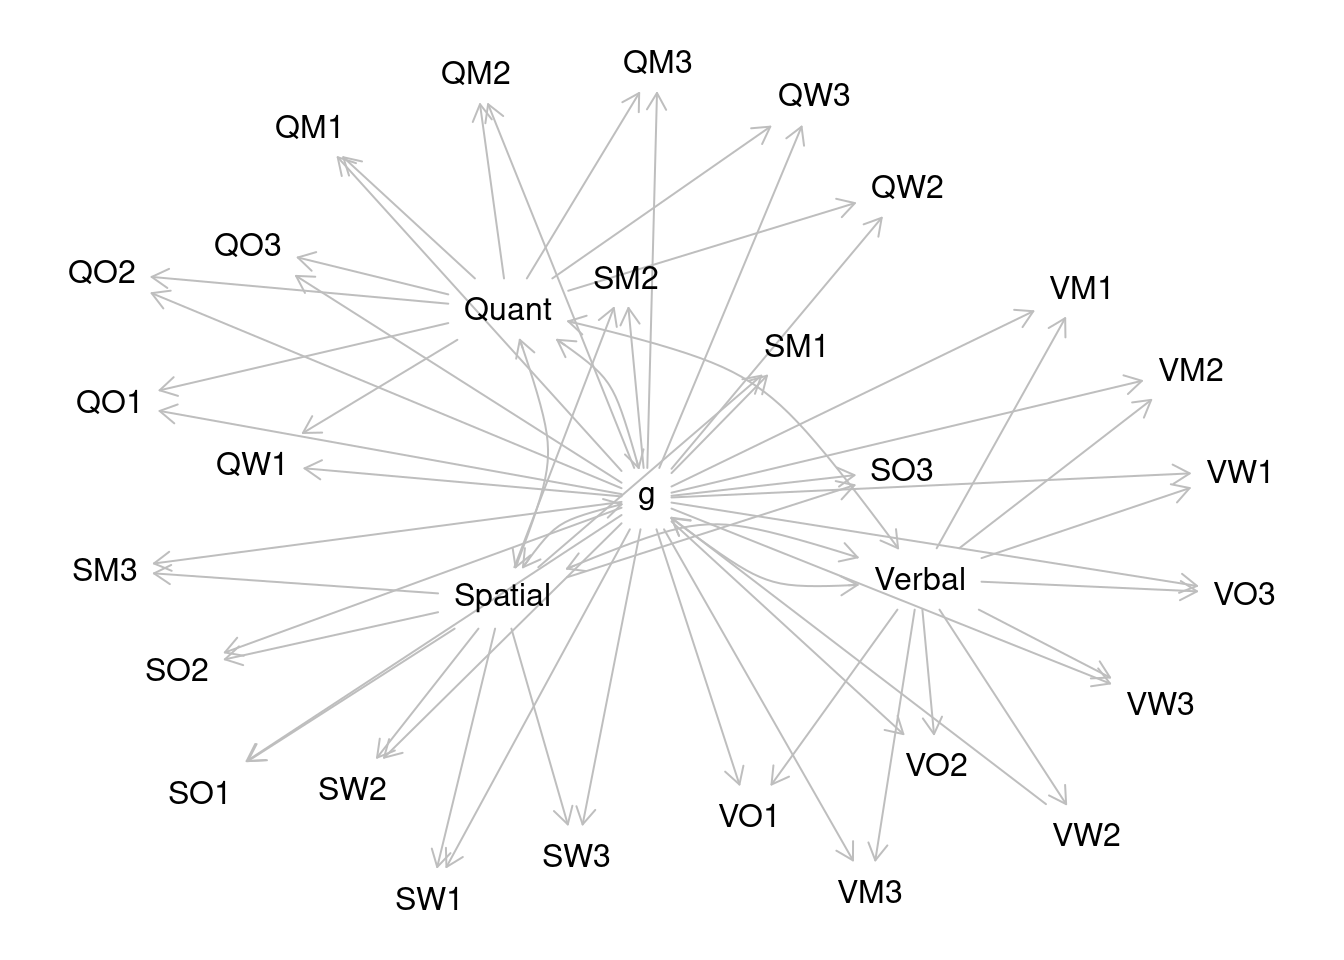 QM3
QM2
QW3
QM1
QW2
QO3
QO2
SM2
VM1
Quant
SM1
VM2
QO1
QW1
SO3
VW1
g
SM3
Verbal
Spatial
VO3
SO2
VW3
VO2
SW2
SO1
VO1
VW2
SW3
VM3
SW1